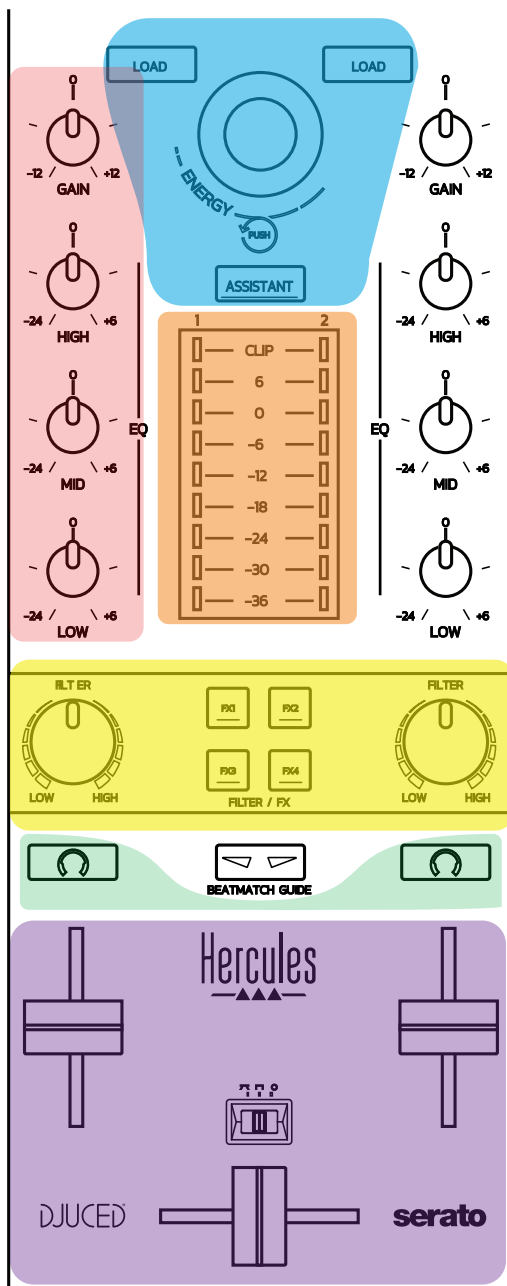 LOAD LOAD
0 0
-12 +12 -12 +12
GAIN GAIN
ENERGY
PUSH
ASSISTANT
0 0
-24 +6 -24 +6
HIGH HIGH
1 2
CLIP
6
0
-6
-12
-18
-24
-30
-36
EQ EQ
0 0
-24 +6 -24 +6
MID MID
0 0
-24 +6 -24 +6
LOW LOW
FILTER FILTER
FX1 FX2
FX3 FX4
LOW HIGH LOW HIGH
FILTER / FX
BEATMATCH GUIDE
Hercules
DJUCED serato